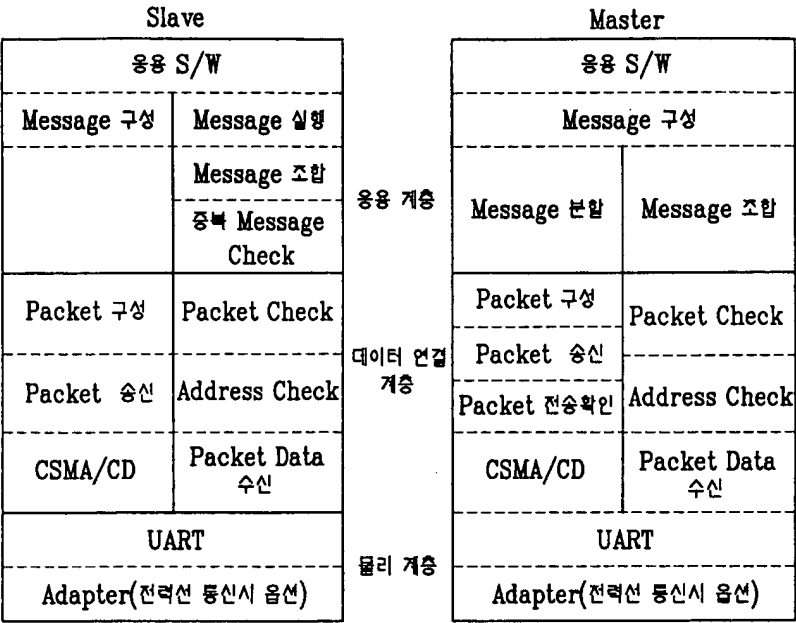 Slave
응용 S/W
Message 구성
Message 실행
Message 조합
중복 Message
Check
Packet 구성
Packet Check
Packet 송신
Address Check
CSMA/CD
Packet Data
수신
UART
Adapter(전력선 통신시 옵션)
응용 계층
데이터 연결
계층
물리 계층
Master
응용 S/W
Message 구성
Message 분할
Message 조합
Packet 구성
Packet 송신
Packet 전송확인
Packet Check
Address Check
CSMA/CD
Packet Data
수신
UART
Adapter(전력선 통신시 옵션)